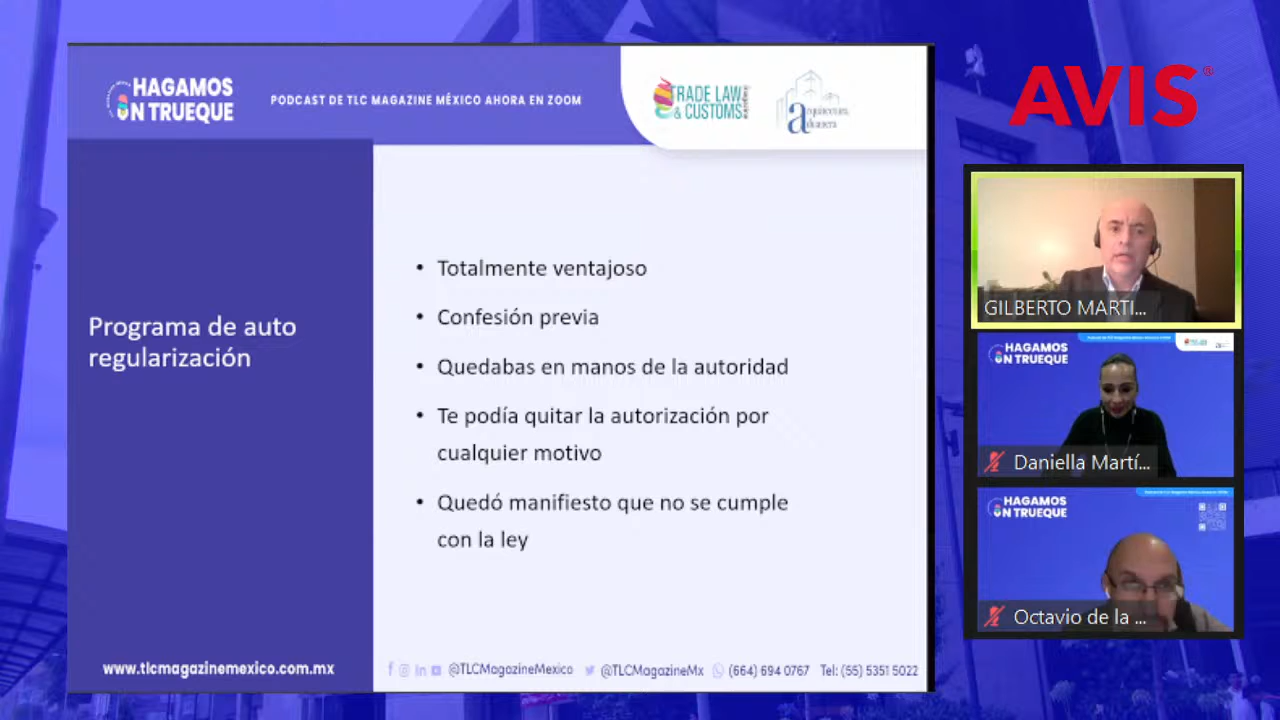 HAGAMOS
UN TRUEQUE
PODCAST DE TLC MAGAZINE MÉXICO AHORA EN ZOOM
TRADE LAW
& CUSTOMS
arquitectura
aduanera
AVIS
Programa de auto
regularización
• Totalmente ventajoso
• Confesión previa
• Quedabas en manos de la autoridad
• Te podía quitar la autorización por
cualquier motivo
• Quedó manifiesto que no se cumple
con la ley
GILBERTO MARTI...
HAGAMOS
UN TRUEQUE
Daniella Martí...
HAGAMOS
UN TRUEQUE
Octavio de la ...
www.tlcmagazinemexico.com.mx
@TLCMagazineMexico
@TLCMagazineMx
(664) 694 0767
Tel: (55) 5351 5022